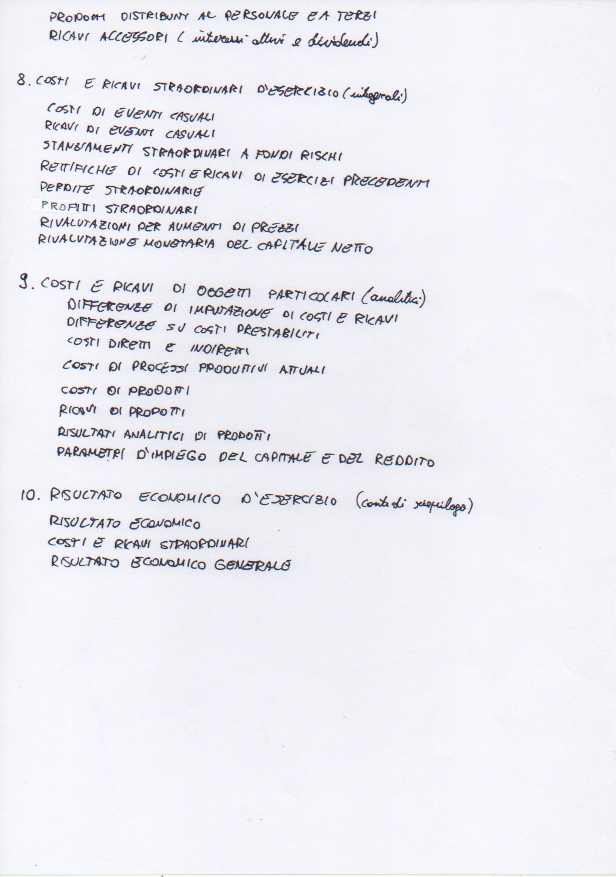 PRODOTTI DISTRIBUITI AL PERSONALE E A TERZI
RICAVI ACCESSORI (interessi attivi e dividendi)
8. COSTI E RICAVI STRAORDINARI D'ESERCIZIO (integrali)
COSTI DI EVENTI CASUALI
RICAVI DI EVENTI CASUALI
STANZIAMENTI STRAORDINARI A FONDI RISCHI
RETTIFICHE DI COSTI E RICAVI DI ESERCIZI PRECEDENTI
PERDITE STRAORDINARIE
PROFITTI STRAORDINARI
RIVALUTAZIONI PER AUMENTI DI PREZZI
RIVALUTAZIONE MONETARIA DEL CAPITALE NETTO
9. COSTI E RICAVI DI OGGETTI PARTICOLARI (analitici)
DIFFERENZE DI IMPUTAZIONE DI COSTI E RICAVI
DIFFERENZE SU COSTI PRESTABILITI
COSTI DIRETTI E INDIRETTI
COSTI DI PROCESSI PRODUTTIVI ATTUALI
COSTI DI PRODOTTI
RICAVI DI PRODOTTI
RISULTATI ANALITICI DI PRODOTTI
PARAMETRI D'IMPIEGO DEL CAPITALE E DEL REDDITO
10. RISULTATO ECONOMICO D'ESERCIZIO (conto di riepilogo)
RISULTATO ECONOMICO
COSTI E RICAVI STRAORDINARI
RISULTATO ECONOMICO GENERALE